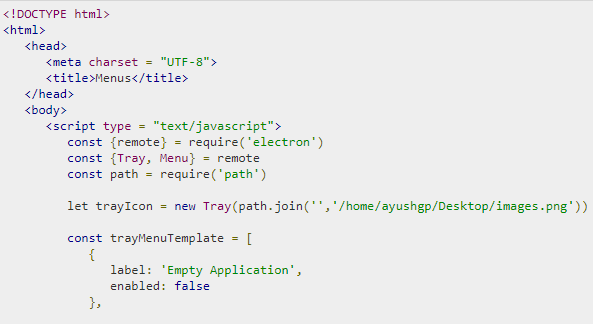 <!DOCTYPE html>
<html>
   <head>
      <meta charset = "UTF-8">
      <title>Menus</title>
   </head>
   <body>
      <script type = "text/javascript">
         const {remote} = require('electron')
         const {Tray, Menu} = remote
         const path = require('path')

         let trayIcon = new Tray(path.join('','/home/ayushgp/Desktop/images.png'))

         const trayMenuTemplate = [
            {
               label: 'Empty Application',
               enabled: false
            },